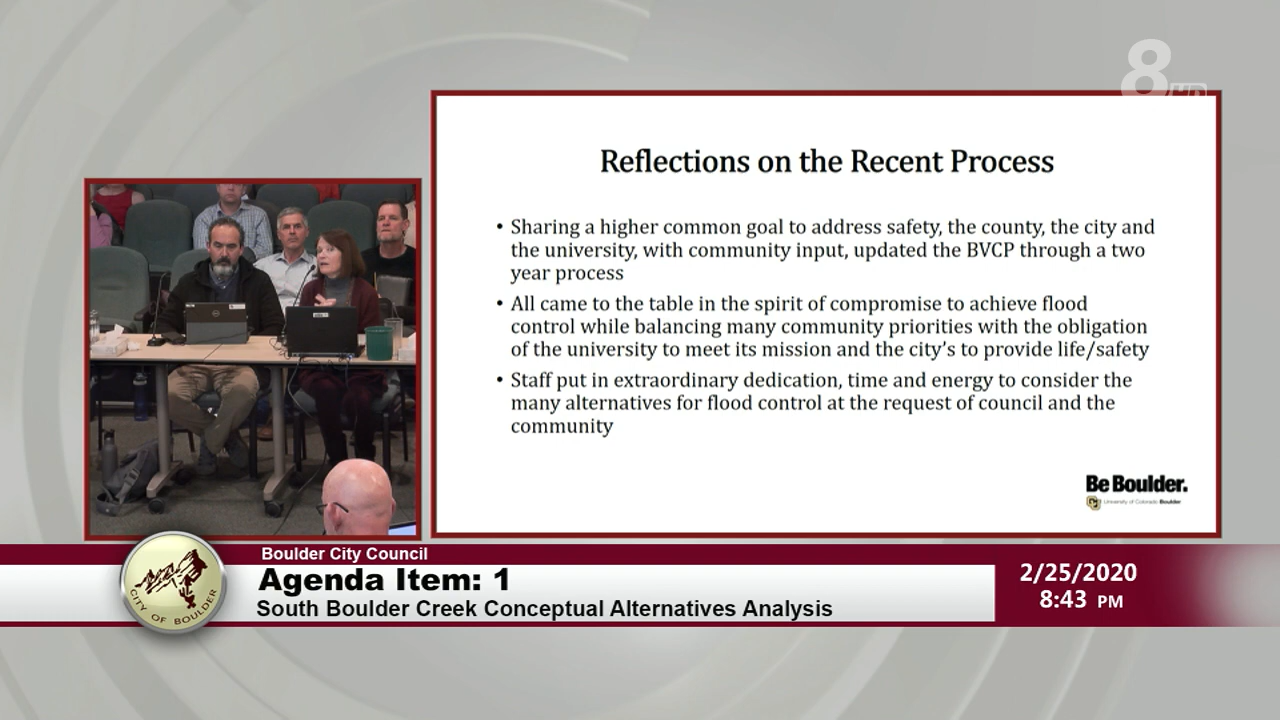 8
HD
Reflections on the Recent Process
• Sharing a higher common goal to address safety, the county, the city and
the university, with community input, updated the BVCP through a two
year process
• All came to the table in the spirit of compromise to achieve flood
control while balancing many community priorities with the obligation
of the university to meet its mission and the city's to provide life/safety
• Staff put in extraordinary dedication, time and energy to consider the
many alternatives for flood control at the request of council and the
community
Be Boulder.
University of Colorado Boulder
Boulder City Council
Agenda Item: 1
South Boulder Creek Conceptual Alternatives Analysis
CITY OF BOULDER
2/25/2020
8:43 PM